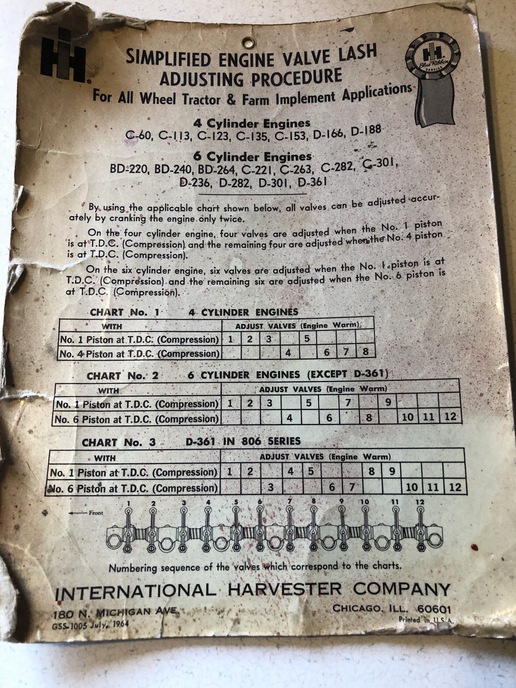 IH
SIMPLIFIED ENGINE VALVE LASH
ADJUSTING PROCEDURE
IH
Blue Ribbon
For All Wheel Tractor & Farm Implement Applications
4 Cylinder Engines
C-60, C-113, C-123, C-135, C-153, D-166, D-188
6 Cylinder Engines
BD-220, BD-240, BD-264, C-221, C-263, C-282, C-301,
D-236, D-282, D-301, D-361
By using the applicable chart shown below, all valves can be adjusted accur-
ately by cranking the engine only twice.
On the four cylinder engine, four valves are adjusted when the No. 1 piston
is at T.D.C. (Compression) and the remaining four are adjusted when the No. 4 piston
is at T.D.C. (Compression).
On the six cylinder engine, six valves are adjusted when the No. 1 piston is at
T.D.C. (Compression) and the remaining six are adjusted when the No. 6 piston is
at T.D.C. (Compression).
CHART No. 1 4 CYLINDER ENGINES
WITH ADJUST VALVES (Engine Warm)
No. 1 Piston at T.D.C. (Compression) 1 2 3 5
No. 4 Piston at T.D.C. (Compression) 4 6 7 8
CHART No. 2 6 CYLINDER ENGINES (EXCEPT D-361)
WITH ADJUST VALVES (Engine Warm)
No. 1 Piston at T.D.C. (Compression) 1 2 3 5 7 9
No. 6 Piston at T.D.C. (Compression) 4 6 8 10 11 12
CHART No. 3 D-361 IN 806 SERIES
WITH ADJUST VALVES (Engine Warm)
No. 1 Piston at T.D.C. (Compression) 1 2 4 5 8 9
No. 6 Piston at T.D.C. (Compression) 3 6 7 10 11 12
1 2 3 4 5 6 7 8 9 10 11 12
Front
Numbering sequence of the valves which correspond to the charts.
INTERNATIONAL HARVESTER COMPANY
180 N. MICHIGAN AVE. CHICAGO, ILL. 60601
GSS-1005 July, 1964 Printed in U.S.A.